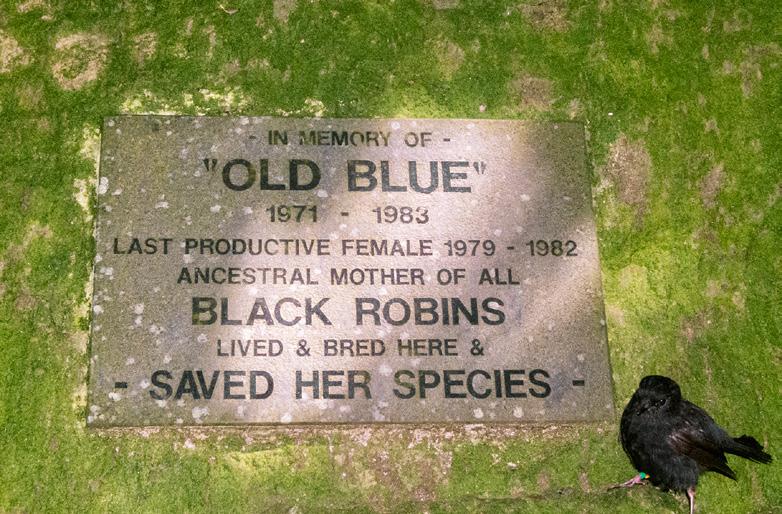 - IN MEMORY OF -
"OLD BLUE"
1971 - 1983
LAST PRODUCTIVE FEMALE 1979 - 1982
ANCESTRAL MOTHER OF ALL
BLACK ROBINS
LIVED & BRED HERE &
- SAVED HER SPECIES -